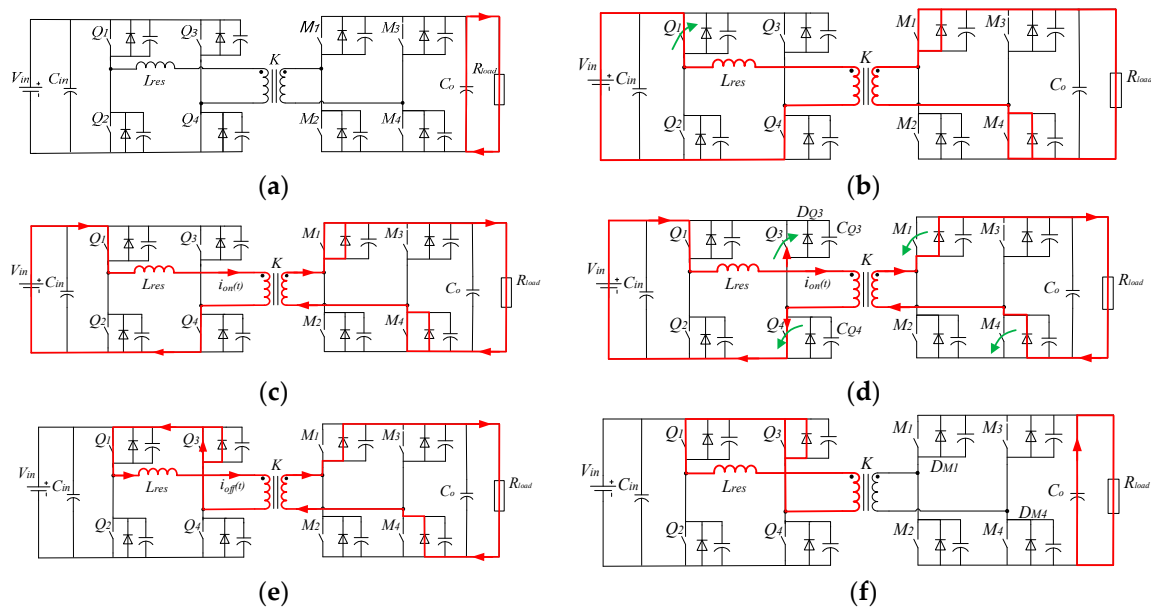 Q1
Q3
M1
M3
Vin
Cin
Lres
K
Co
Rload
Q2
Q4
M2
M4
(a)
Q1
Q3
M1
M3
Vin
Cin
Lres
K
Co
Rload
Q2
Q4
M2
M4
(b)
Q1
Q3
M1
M3
Vin
Cin
Lres
ion(t)
K
Co
Rload
Q2
Q4
M2
M4
(c)
DQ3
CQ3
Q1
Q3
M1
M3
Vin
Cin
Lres
ion(t)
K
Co
Rload
Q2
Q4
CQ4
M2
M4
(d)
Q1
Q3
M1
M3
Vin
Cin
Lres
ioff(t)
K
Co
Rload
Q2
Q4
M2
M4
(e)
Q1
Q3
M1
M3
Vin
Cin
Lres
K
DM1
Co
Rload
DM4
Q2
Q4
M2
M4
(f)